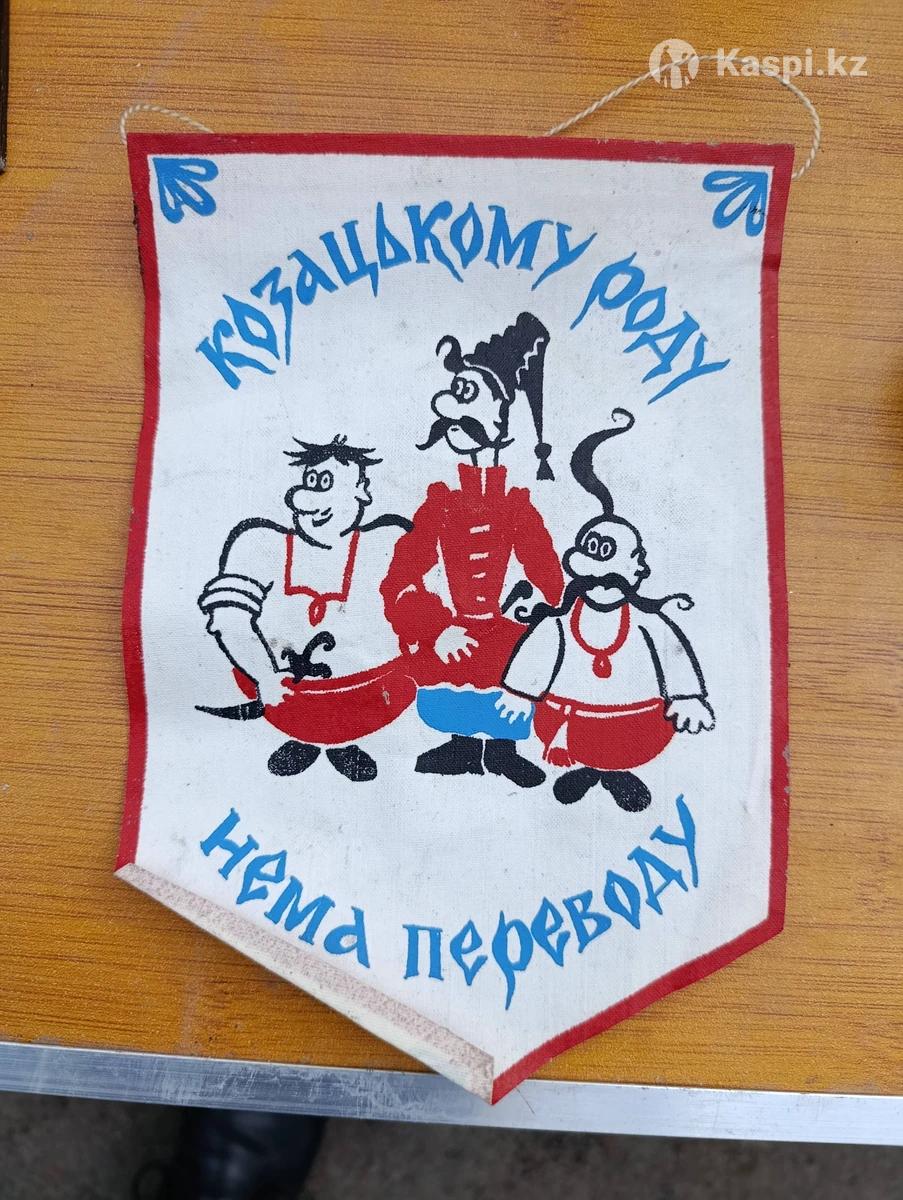 Kaspi.kz
козацькому роду
нема переводу